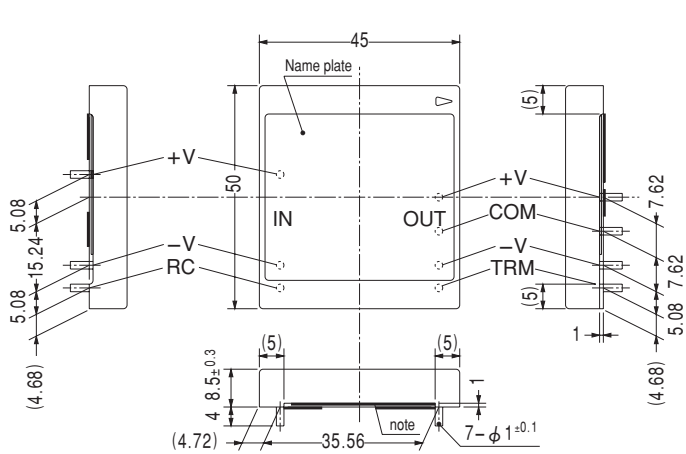 45
Name plate
(5)
+V
50
+V
7.62
5.08
IN
OUT
COM
15.24
−V
−V
7.62
RC
TRM
5.08
(5)
5.08
1
(4.68)
(4.68)
(5)
(5)
8.5±0.3
1
4
note
7−φ1±0.1
(4.72)
35.56